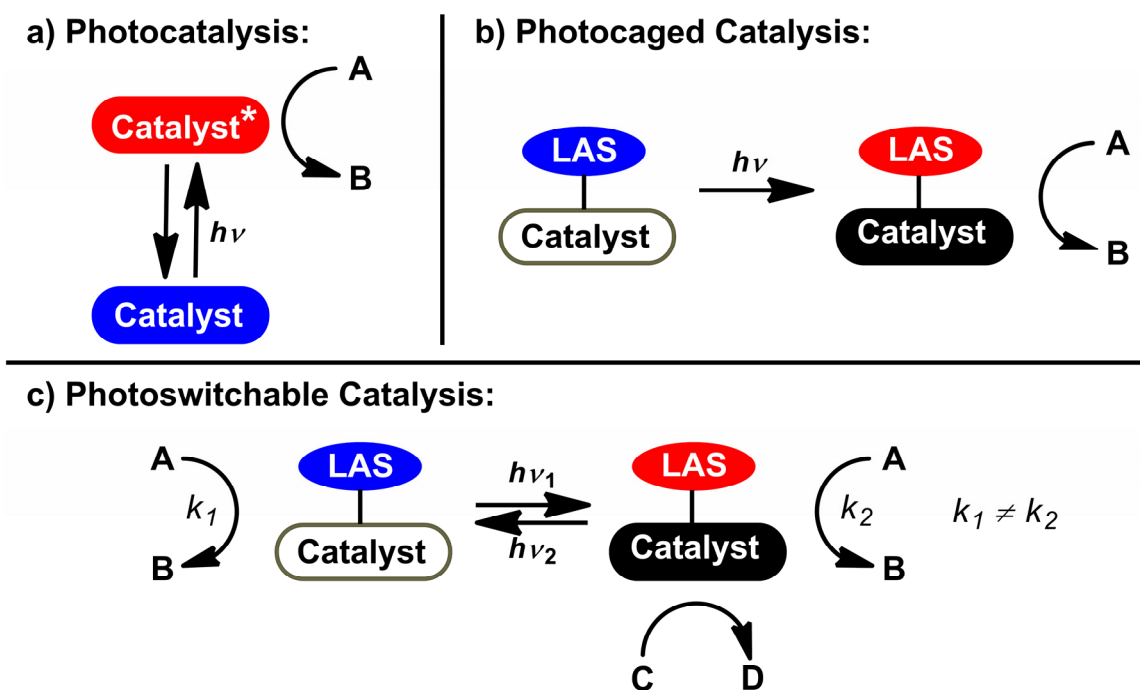 a) Photocatalysis:
Catalyst*
A
B
hν
Catalyst
b) Photocaged Catalysis:
LAS
Catalyst
hν
LAS
Catalyst
A
B
c) Photoswitchable Catalysis:
A
k1
B
LAS
Catalyst
hν1
hν2
LAS
Catalyst
A
k2
B
k1 ≠ k2
C
D